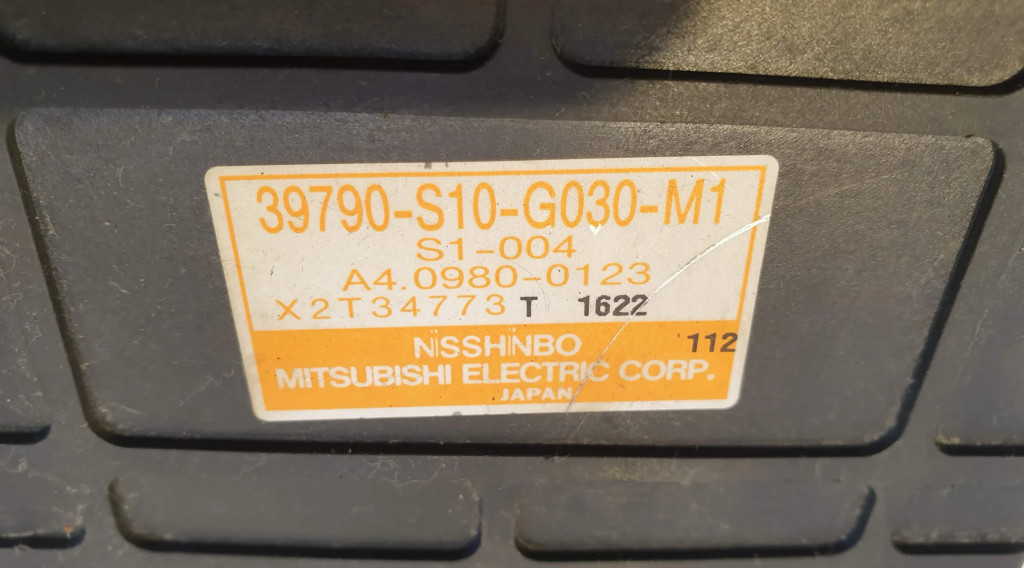 39790-S10-G030-M1
S1-004
A4.0980-0123
X2T34773 T 1622
NISSHINBO 112
MITSUBISHI ELECTRIC CORP.
JAPAN